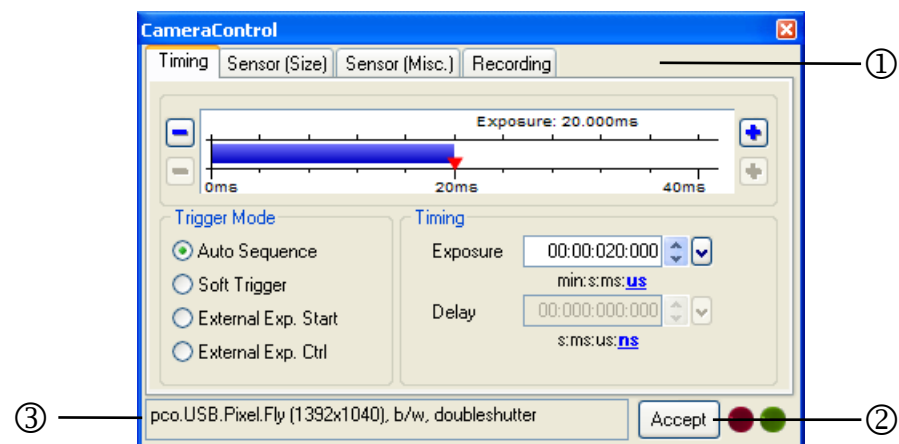 CameraControl
Timing Sensor (Size) Sensor (Misc.) Recording ①
Exposure: 20.000ms
0ms 20ms 40ms
Trigger Mode Timing
Auto Sequence Exposure 00:00:020:000
Soft Trigger min:s:ms:us
External Exp. Start Delay 00:000:000:000
External Exp. Ctrl s:ms:us:ns
③ pco.USB.Pixel.Fly (1392x1040), b/w, doubleshutter Accept ②